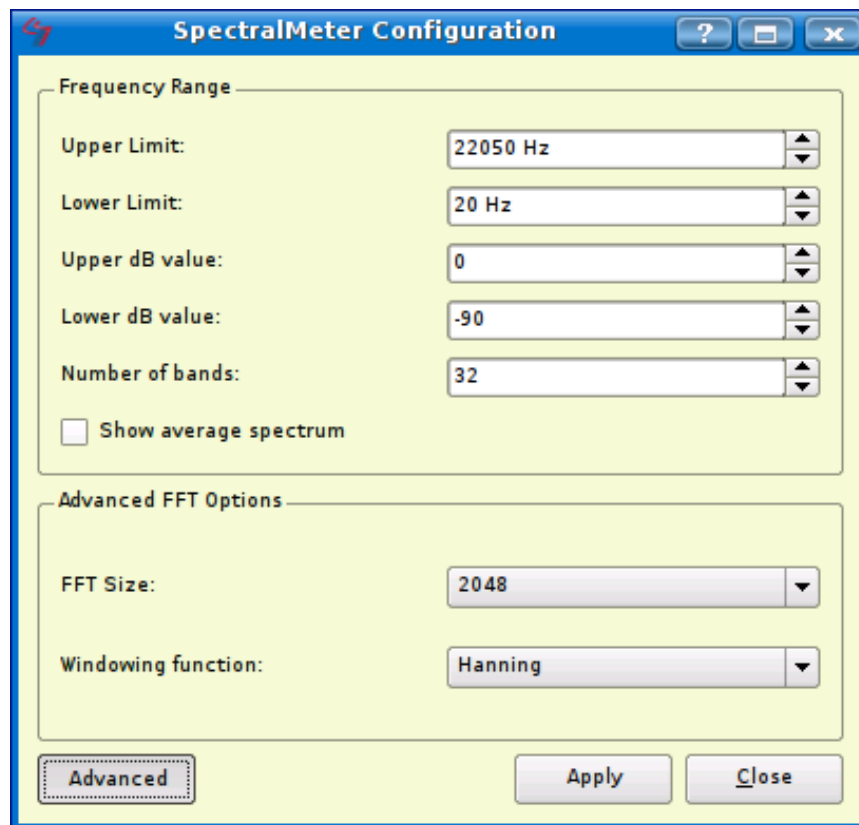 SpectralMeter Configuration ?
Frequency Range
Upper Limit: 22050 Hz
Lower Limit: 20 Hz
Upper dB value: 0
Lower dB value: -90
Number of bands: 32
Show average spectrum
Advanced FFT Options
FFT Size: 2048
Windowing function: Hanning
Advanced Apply Close